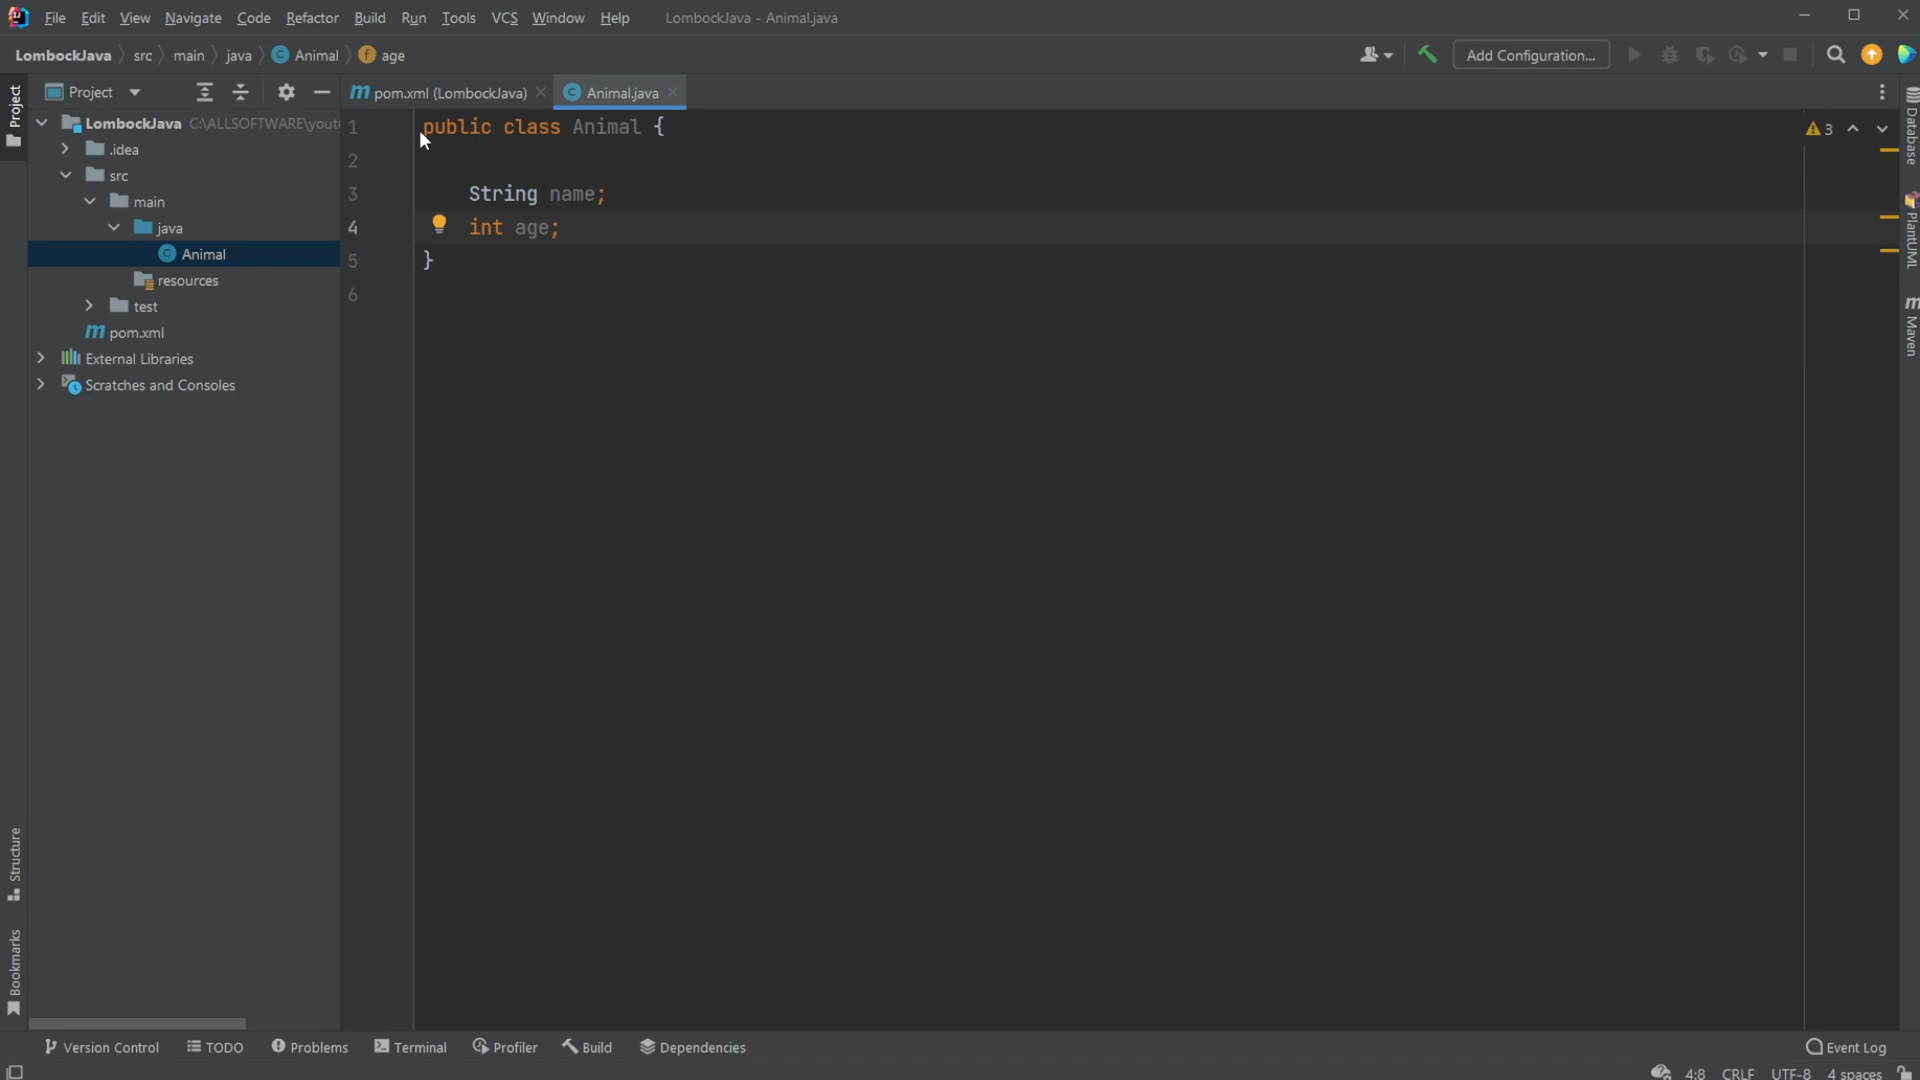 File Edit View Navigate Code Refactor Build Run Tools VCS Window Help LombockJava - Animal.java
LombockJava src main java Animal age Add Configuration...
Project
Project
pom.xml (LombockJava) Animal.java
LombockJava C:\ALLSOFTWARE\yout
.idea
src
main
java
Animal
resources
test
pom.xml
External Libraries
Scratches and Consoles
1 public class Animal {
2
3 String name;
4 int age;
5 }
6
3
Database
PlantUML
Maven
Structure
Bookmarks
Version Control TODO Problems Terminal Profiler Build Dependencies Event Log
4:8 CRLF UTF-8 4 spaces